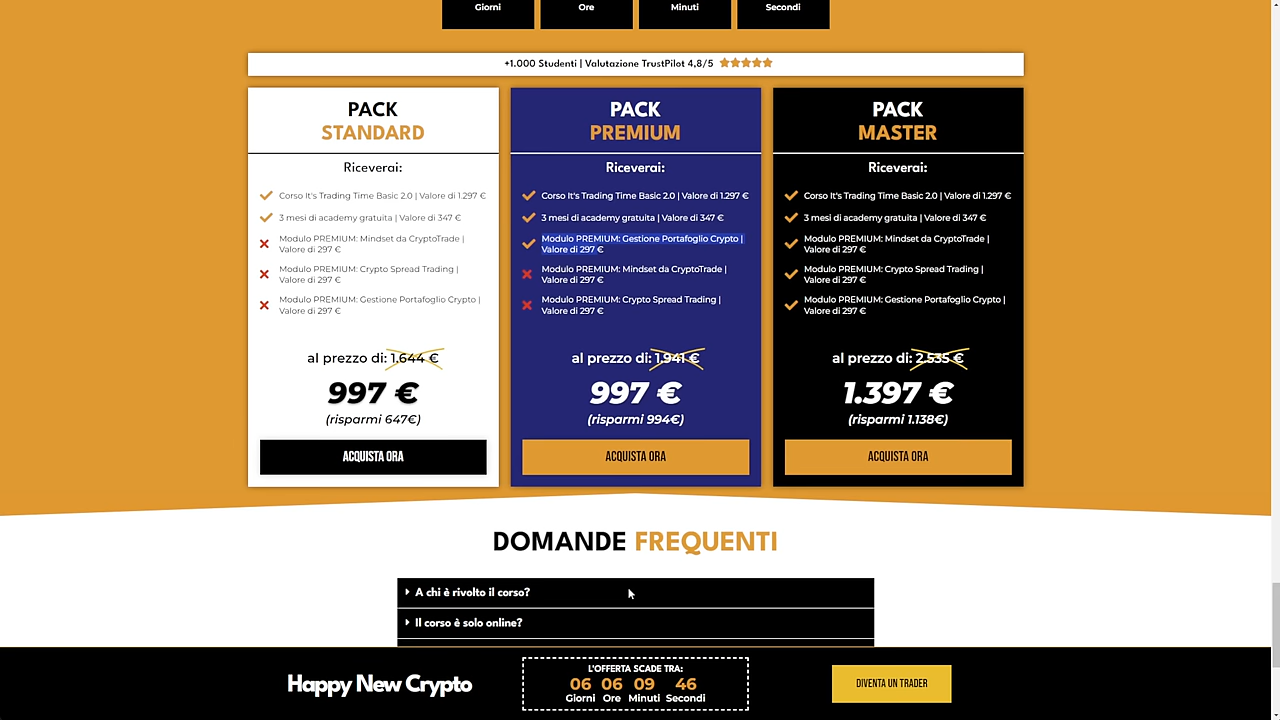 Giorni Ore Minuti Secondi
+1.000 Studenti | Valutazione TrustPilot 4,8/5
PACK
STANDARD
Riceverai:
Corso It's Trading Time Basic 2.0 | Valore di 1.297 €
3 mesi di academy gratuita | Valore di 347 €
Modulo PREMIUM: Mindset da CryptoTrade |
Valore di 297 €
Modulo PREMIUM: Crypto Spread Trading |
Valore di 297 €
Modulo PREMIUM: Gestione Portafoglio Crypto |
Valore di 297 €
al prezzo di: 1.644 €
997 €
(risparmi 647€)
ACQUISTA ORA
PACK
PREMIUM
Riceverai:
Corso It's Trading Time Basic 2.0 | Valore di 1.297 €
3 mesi di academy gratuita | Valore di 347 €
Modulo PREMIUM: Gestione Portafoglio Crypto |
Valore di 297 €
Modulo PREMIUM: Mindset da CryptoTrade |
Valore di 297 €
Modulo PREMIUM: Crypto Spread Trading |
Valore di 297 €
al prezzo di: 1.941 €
997 €
(risparmi 994€)
ACQUISTA ORA
PACK
MASTER
Riceverai:
Corso It's Trading Time Basic 2.0 | Valore di 1.297 €
3 mesi di academy gratuita | Valore di 347 €
Modulo PREMIUM: Mindset da CryptoTrade |
Valore di 297 €
Modulo PREMIUM: Crypto Spread Trading |
Valore di 297 €
Modulo PREMIUM: Gestione Portafoglio Crypto |
Valore di 297 €
al prezzo di: 2.535 €
1.397 €
(risparmi 1.138€)
ACQUISTA ORA
DOMANDE FREQUENTI
A chi è rivolto il corso?
Il corso è solo online?
Happy New Crypto
L'OFFERTA SCADE TRA:
06 06 09 46
Giorni Ore Minuti Secondi
DIVENTA UN TRADER